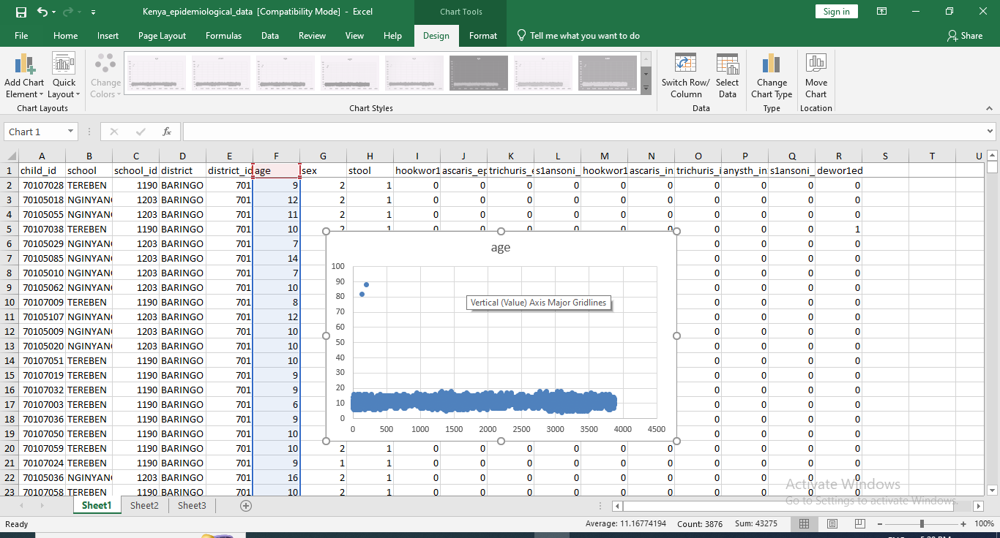 Kenya_epidemiological_data [Compatibility Mode] - Excel Chart Tools Sign in
File Home Insert Page Layout Formulas Data Review View Help Design Format Tell me what you want to do Share
Add Chart Element Quick Layout Change Colors Switch Row/ Column Select Data Change Chart Type Move Chart
Chart Layouts Chart Styles Data Type Location
Chart 1 fx
A B C D E F G H I J K L M N O P Q R S T U
1 child_id school school_id district district_id age sex stool hookwor1 ascaris_ep trichuris_e s1ansoni_ hookwor1 ascaris_in trichuris_i anysth_in s1ansoni_ dewor1ed
2 70107028 TEREBEN 1190 BARINGO 701 9 2 1 0 0 0 0 0 0 0 0 0 0
3 70105018 NGINYANG 1203 BARINGO 701 12 2 1 0 0 0 0 0 0 0 0 0 0
4 70105055 NGINYANG 1203 BARINGO 701 11 2 1 0 0 0 0 0 0 0 0 0 0
5 70107038 TEREBEN 1190 BARINGO 701 10 2 1 0 0 0 0 0 0 0 0 0 1
6 70105029 NGINYANG 1203 BARINGO 701 7 0 0 0 0
7 70105085 NGINYANG 1203 BARINGO 701 14 0 0 0 0
8 70105010 NGINYANG 1203 BARINGO 701 7 0 0 0 0
9 70105062 NGINYANG 1203 BARINGO 701 10 0 0 0 0
10 70107009 TEREBEN 1190 BARINGO 701 8 0 0 0 0
11 70105107 NGINYANG 1203 BARINGO 701 12 0 0 0 0
12 70105009 NGINYANG 1203 BARINGO 701 10 0 0 0 0
13 70105020 NGINYANG 1203 BARINGO 701 10 0 0 0 0
14 70107051 TEREBEN 1190 BARINGO 701 10 0 0 0 0
15 70107019 TEREBEN 1190 BARINGO 701 9 0 0 0 0
16 70107032 TEREBEN 1190 BARINGO 701 9 0 0 0 0
17 70107003 TEREBEN 1190 BARINGO 701 6 0 0 0 0
18 70107036 TEREBEN 1190 BARINGO 701 9 0 0 0 0
19 70107050 TEREBEN 1190 BARINGO 701 10 0 0 0 0
20 70107059 TEREBEN 1190 BARINGO 701 10 2 1 0 0 0 0 0 0 0 0 0 0
21 70107024 TEREBEN 1190 BARINGO 701 9 1 1 0 0 0 0 0 0 0 0 0 0
22 70105036 NGINYANG 1203 BARINGO 701 16 2 1 0 0 0 0 0 0 0 0 0 0
23 70107058 TEREBEN 1190 BARINGO 701 10 2 1 0 0 0 0 0 0 0 0 0 0
age
100
90
80
70
60
50
40
30
20
10
0
0 500 1000 1500 2000 2500 3000 3500 4000 4500
Vertical (Value) Axis Major Gridlines
Activate Windows
Go to Settings to activate Windows.
Sheet1 Sheet2 Sheet3
Ready Average: 11.16774194 Count: 3876 Sum: 43275 100%